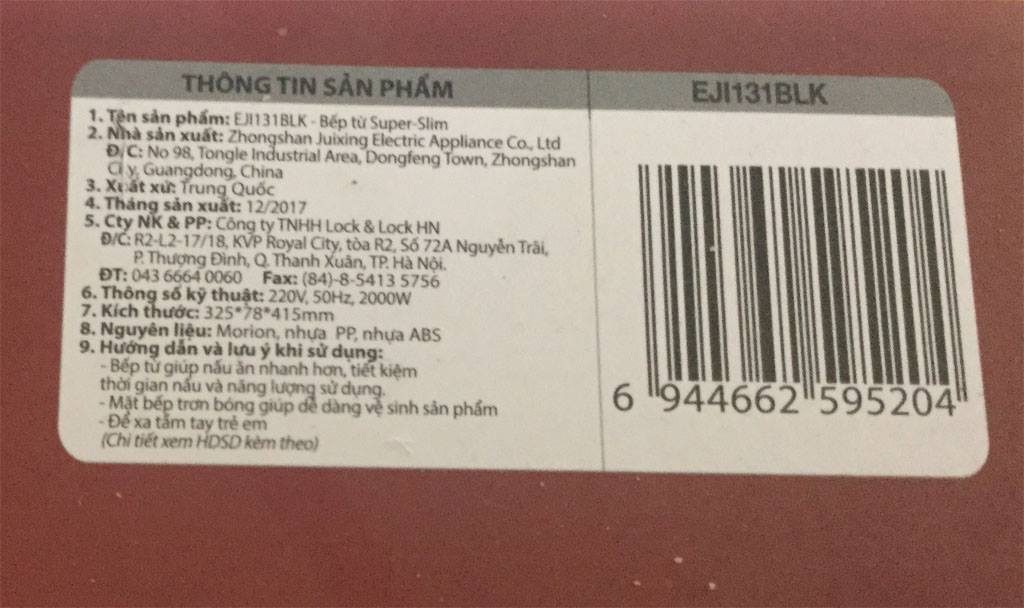 THÔNG TIN SẢN PHẨM
1. Tên sản phẩm: EJI131BLK - Bếp từ Super-Slim
2. Nhà sản xuất: Zhongshan Juixing Electric Appliance Co., Ltd
Đ/C: No 98, Tongle Industrial Area, Dongfeng Town, Zhongshan
City, Guangdong, China
3. Xuất xứ: Trung Quốc
4. Tháng sản xuất: 12/2017
5. Cty NK & PP: Công ty TNHH Lock & Lock HN
Đ/C: R2-L2-17/18, KVP Royal City, tòa R2, Số 72A Nguyễn Trãi,
P. Thượng Đình, Q. Thanh Xuân, TP. Hà Nội.
ĐT: 043 6664 0060 Fax: (84)-8-5413 5756
6. Thông số kỹ thuật: 220V, 50Hz, 2000W
7. Kích thước: 325*78*415mm
8. Nguyên liệu: Morion, nhựa PP, nhựa ABS
9. Hướng dẫn và lưu ý khi sử dụng:
- Bếp từ giúp nấu ăn nhanh hơn, tiết kiệm
thời gian nấu và năng lượng sử dụng.
- Mặt bếp trơn bóng giúp dễ dàng vệ sinh sản phẩm
- Để xa tầm tay trẻ em
(Chi tiết xem HDSD kèm theo)
EJI131BLK
6 944662 595204